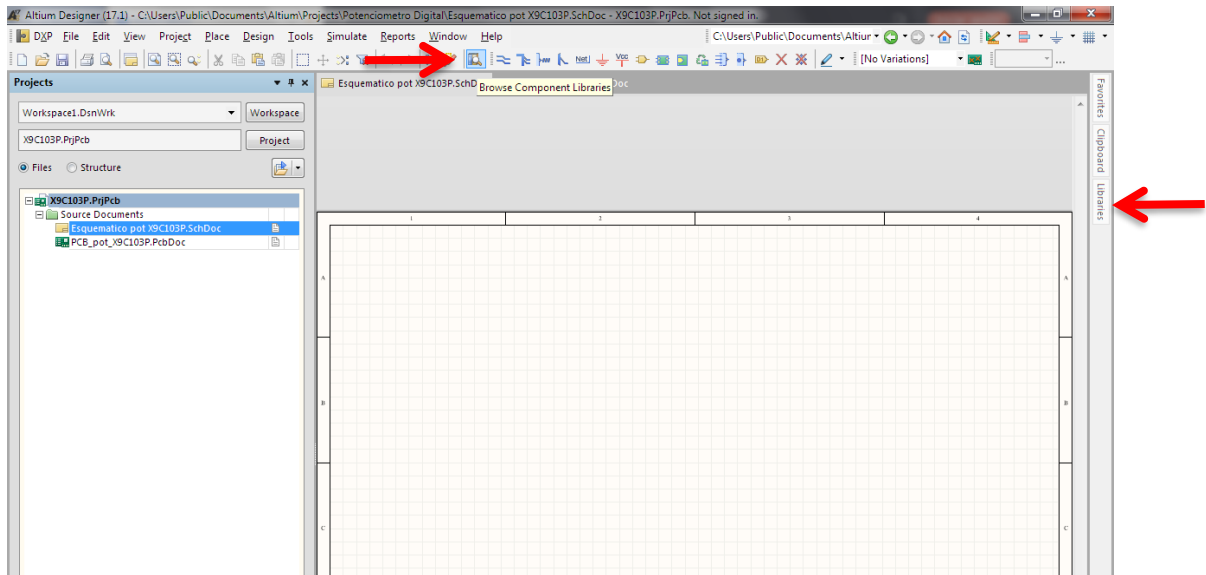 Altium Designer (17.1) - C:\Users\Public\Documents\Altium\Projects\Potenciometro Digital\Esquematico pot X9C103P.SchDoc - X9C103P.PrjPcb. Not signed in.
DXP File Edit View Project Place Design Tools Simulate Reports Window Help C:\Users\Public\Documents\Altiur
Net VCC [No Variations] ...
Projects
Esquematico pot X9C103P.SchD
Doc
Browse Component Libraries
Workspace1.DsnWrk Workspace
X9C103P.PrjPcb Project
Files Structure
X9C103P.PrjPcb
Source Documents
Esquematico pot X9C103P.SchDoc
PCB_pot_X9C103P.PcbDoc
Favorites
Clipboard
Libraries
1 2 3 4
A A
B B
C C